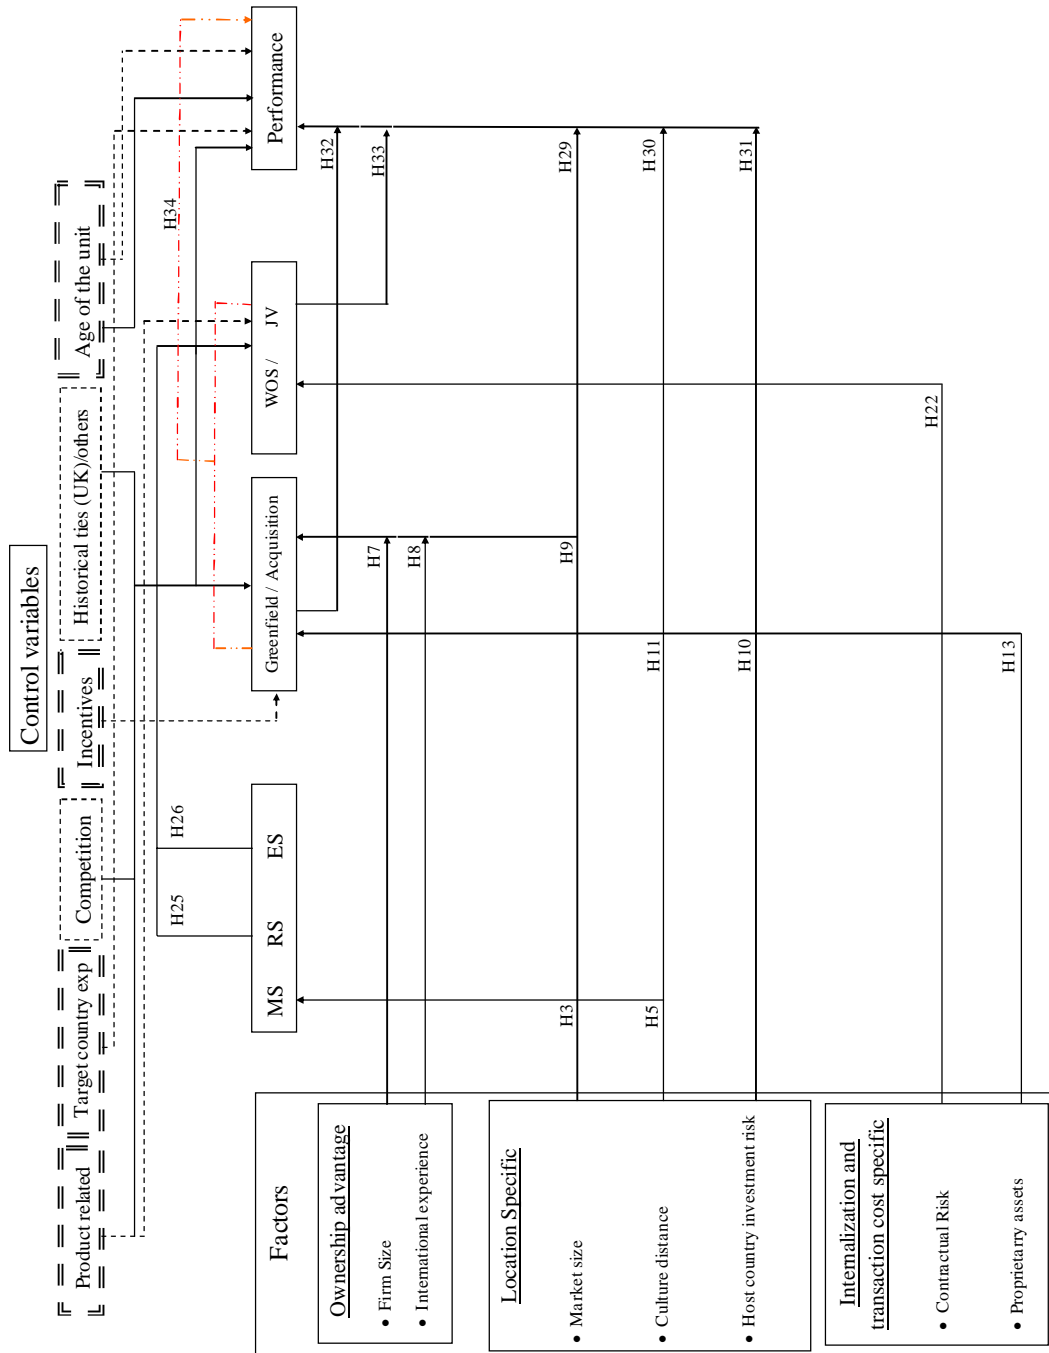 Control variables
Product related
Target country exp
Competition
Incentives
Historical ties (UK)/others
Age of the unit
H25
H26
H34
MS RS ES
Greenfield / Acquisition
WOS / JV
Performance
Factors
Ownership advantage
• Firm Size
• International experience
Location Specific
• Market size
• Culture distance
• Host country investment risk
Internalization and
transaction cost specific
• Contractual Risk
• Proprietarry assets
H3
H5
H7
H8
H9
H11
H10
H13
H22
H32
H33
H29
H30
H31